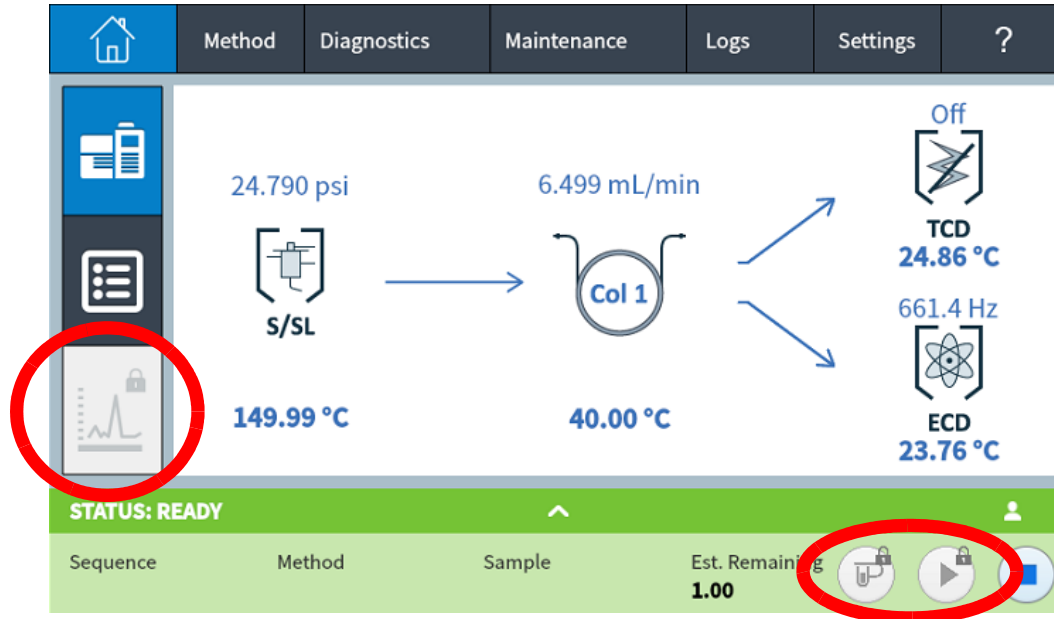 Method Diagnostics Maintenance Logs Settings ?
Off
24.790 psi
6.499 mL/min
TCD
24.86 °C
Col 1
661.4 Hz
S/SL
149.99 °C
40.00 °C
ECD
23.76 °C
STATUS: READY
Sequence Method Sample Est. Remaining
1.00